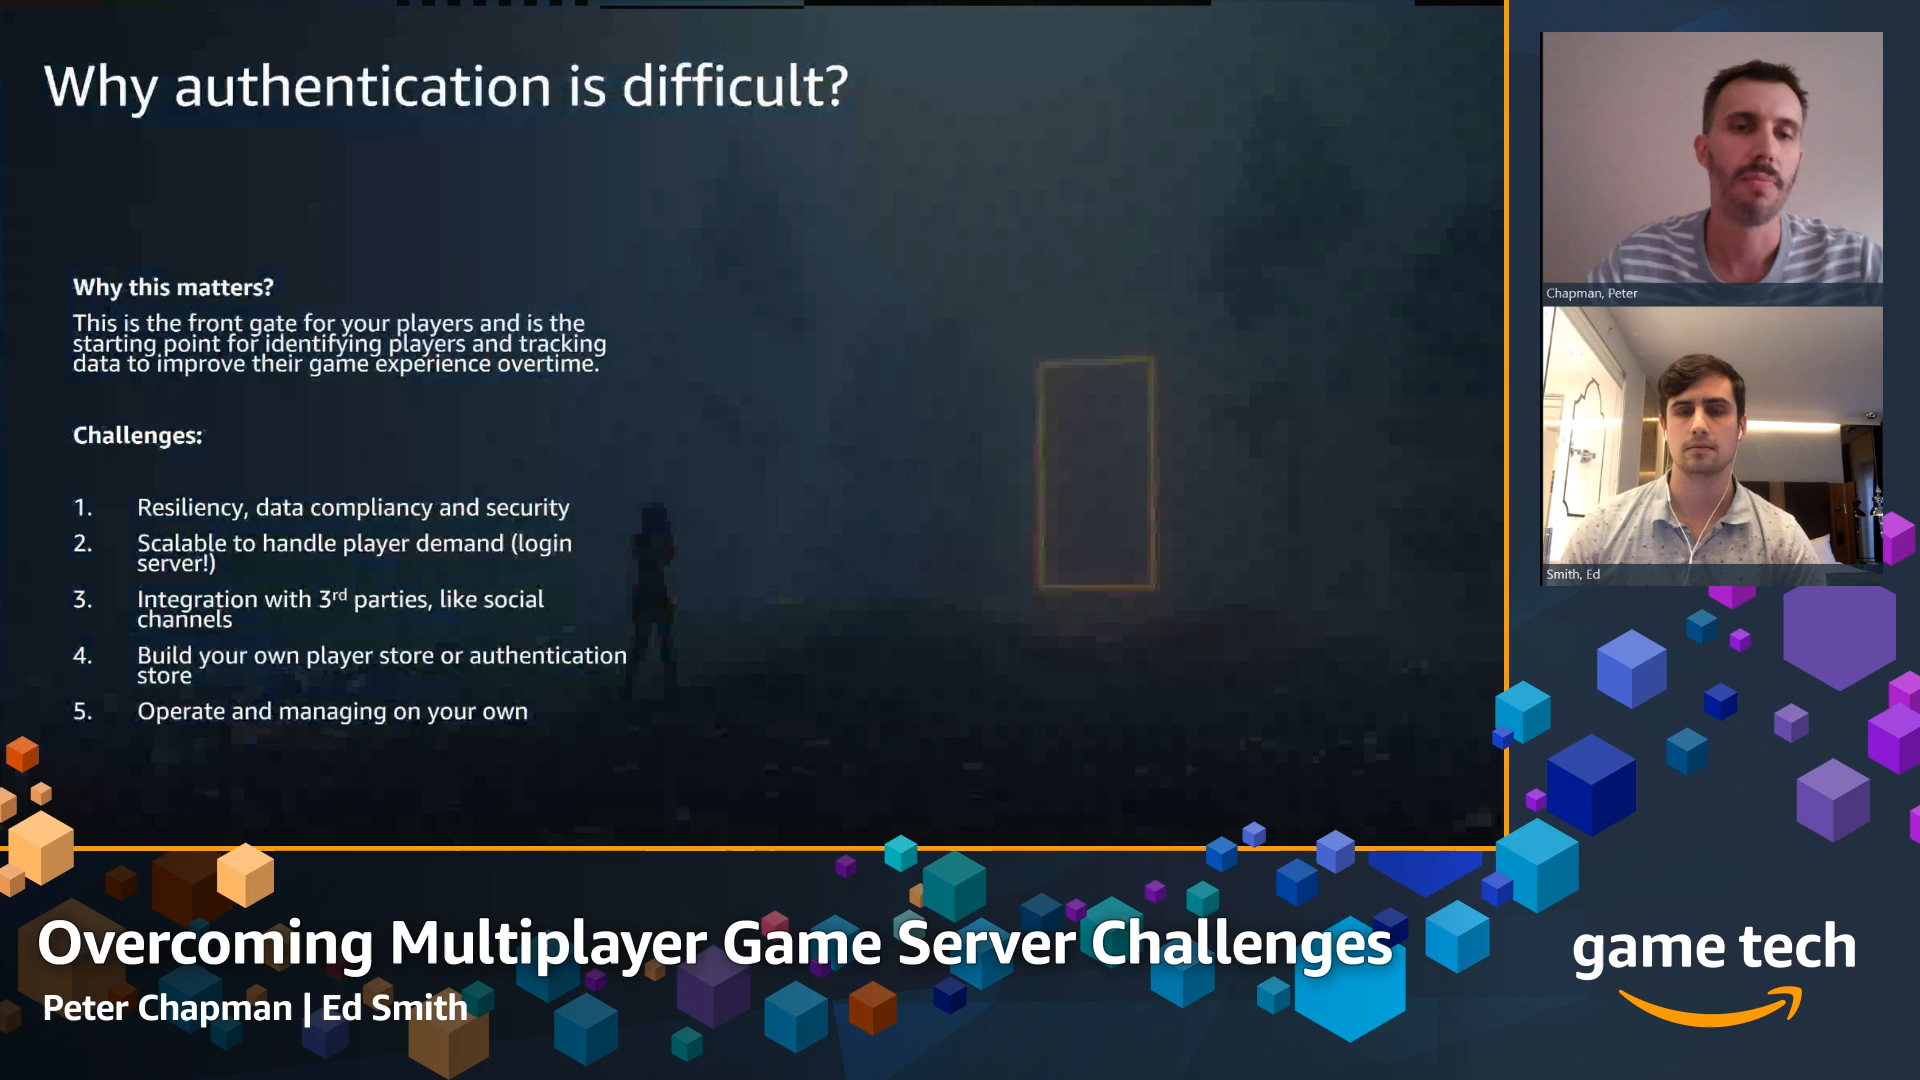 Why authentication is difficult?
Why this matters?
This is the front gate for your players and is the
starting point for identifying players and tracking
data to improve their game experience overtime.
Challenges:
1. Resiliency, data compliancy and security
2. Scalable to handle player demand (login
server!)
3. Integration with 3rd parties, like social
channels
4. Build your own player store or authentication
store
5. Operate and managing on your own
Chapman, Peter
Smith, Ed
Overcoming Multiplayer Game Server Challenges
Peter Chapman | Ed Smith
game tech